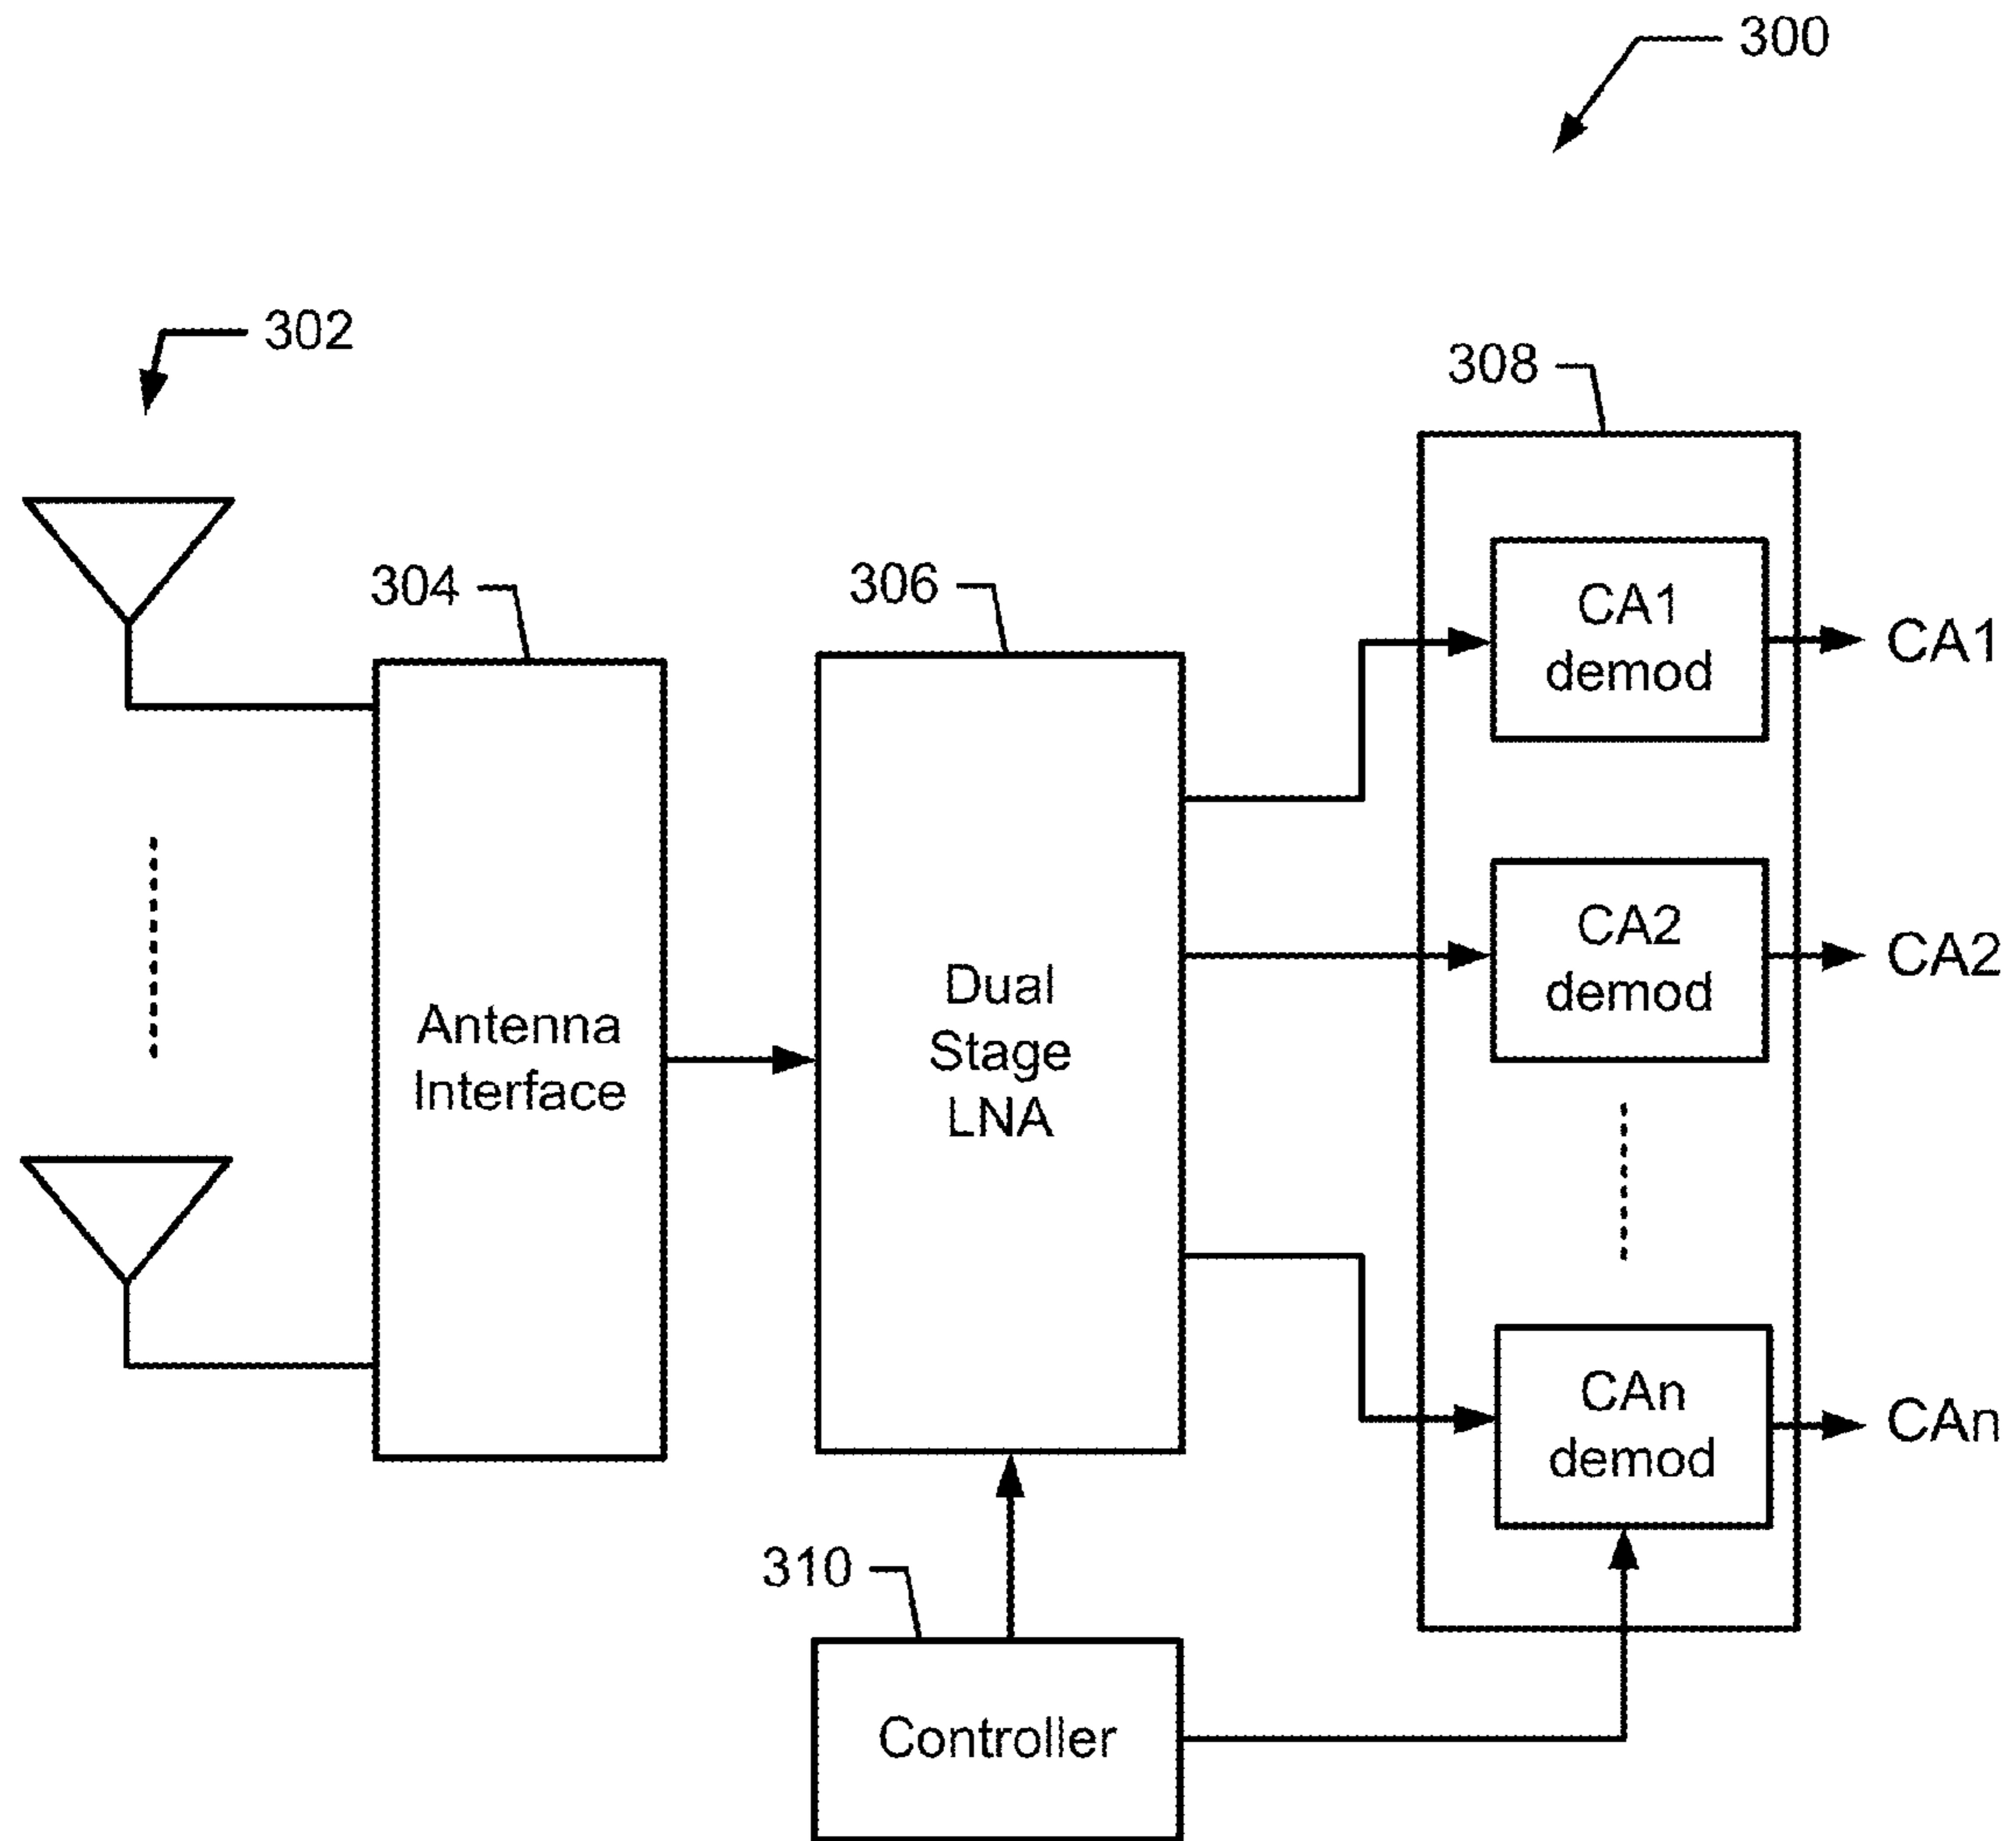 300
302
308
304
306
CA1
demod
CA1
CA2
demod
CA2
Antenna
Interface
Dual
Stage
LNA
CAn
demod
CAn
310
Controller